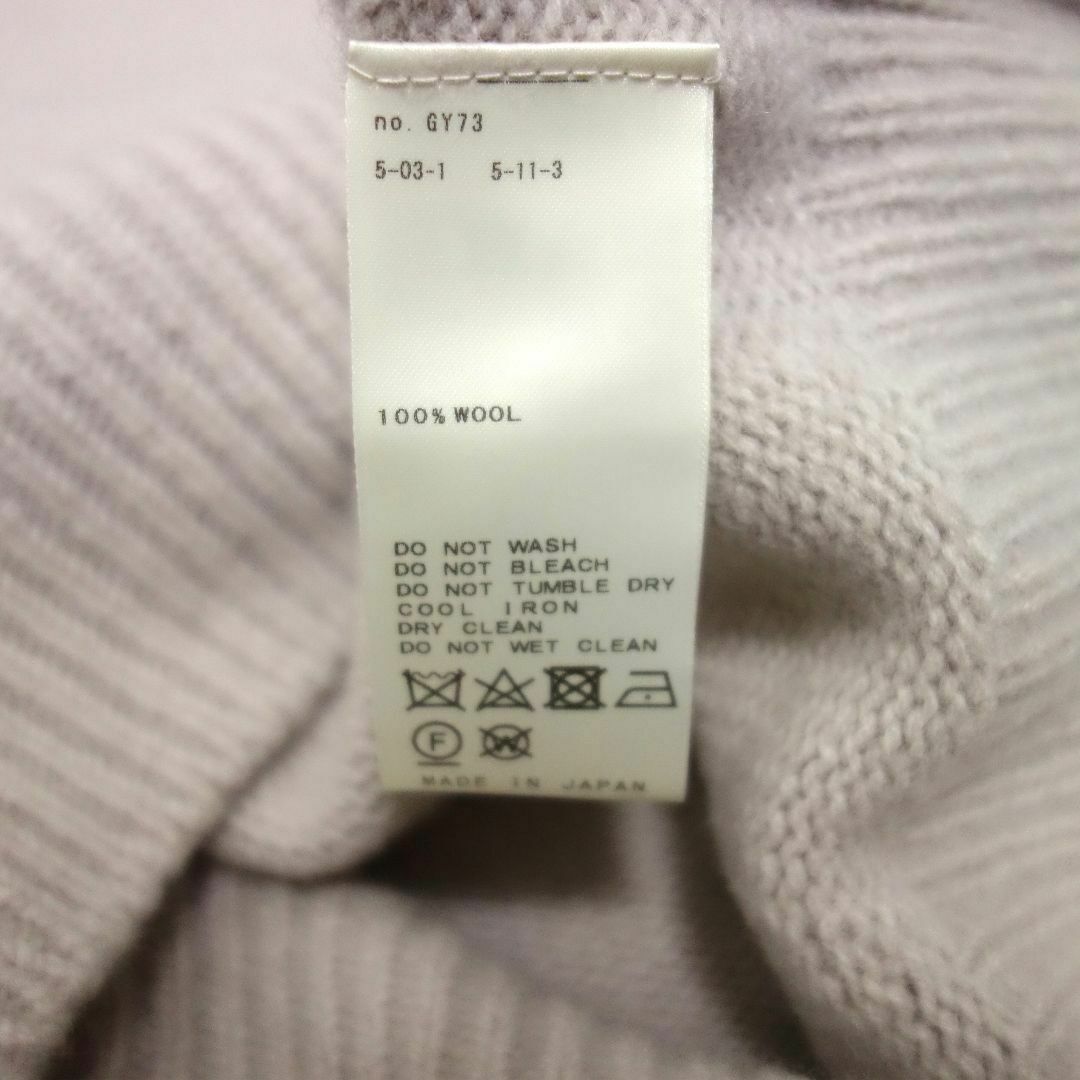 no. GY73
5-03-1 5-11-3
100% WOOL
DO NOT WASH
DO NOT BLEACH
DO NOT TUMBLE DRY
COOL IRON
DRY CLEAN
DO NOT WET CLEAN
F W
MADE IN JAPAN